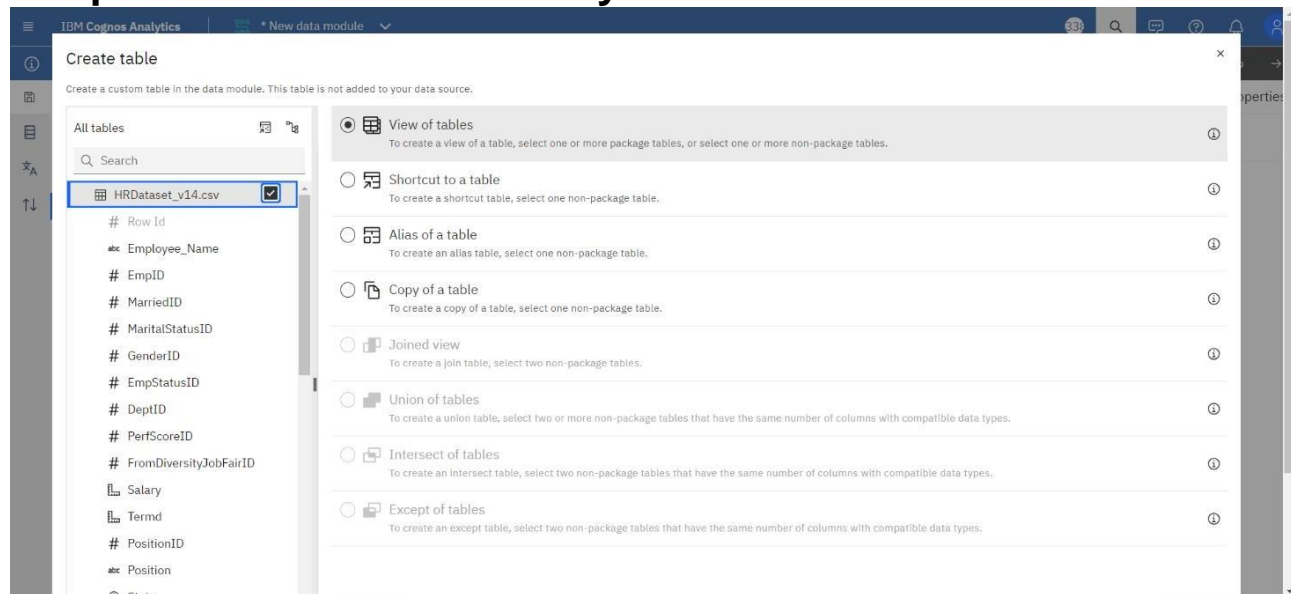 IBM Cognos Analytics
* New data module
Create table
Create a custom table in the data module. This table is not added to your data source.
All tables
Search
HRDataset_v14.csv
# Row Id
abc Employee_Name
# EmpID
# MarriedID
# MaritalStatusID
# GenderID
# EmpStatusID
# DeptID
# PerfScoreID
# FromDiversityJobFairID
Salary
Termd
# PositionID
abc Position
View of tables
To create a view of a table, select one or more package tables, or select one or more non-package tables.
Shortcut to a table
To create a shortcut table, select one non-package table.
Alias of a table
To create an alias table, select one non-package table.
Copy of a table
To create a copy of a table, select one non-package table.
Joined view
To create a join table, select two non-package tables.
Union of tables
To create a union table, select two or more non-package tables that have the same number of columns with compatible data types.
Intersect of tables
To create an intersect table, select two non-package tables that have the same number of columns with compatible data types.
Except of tables
To create an except table, select two non-package tables that have the same number of columns with compatible data types.